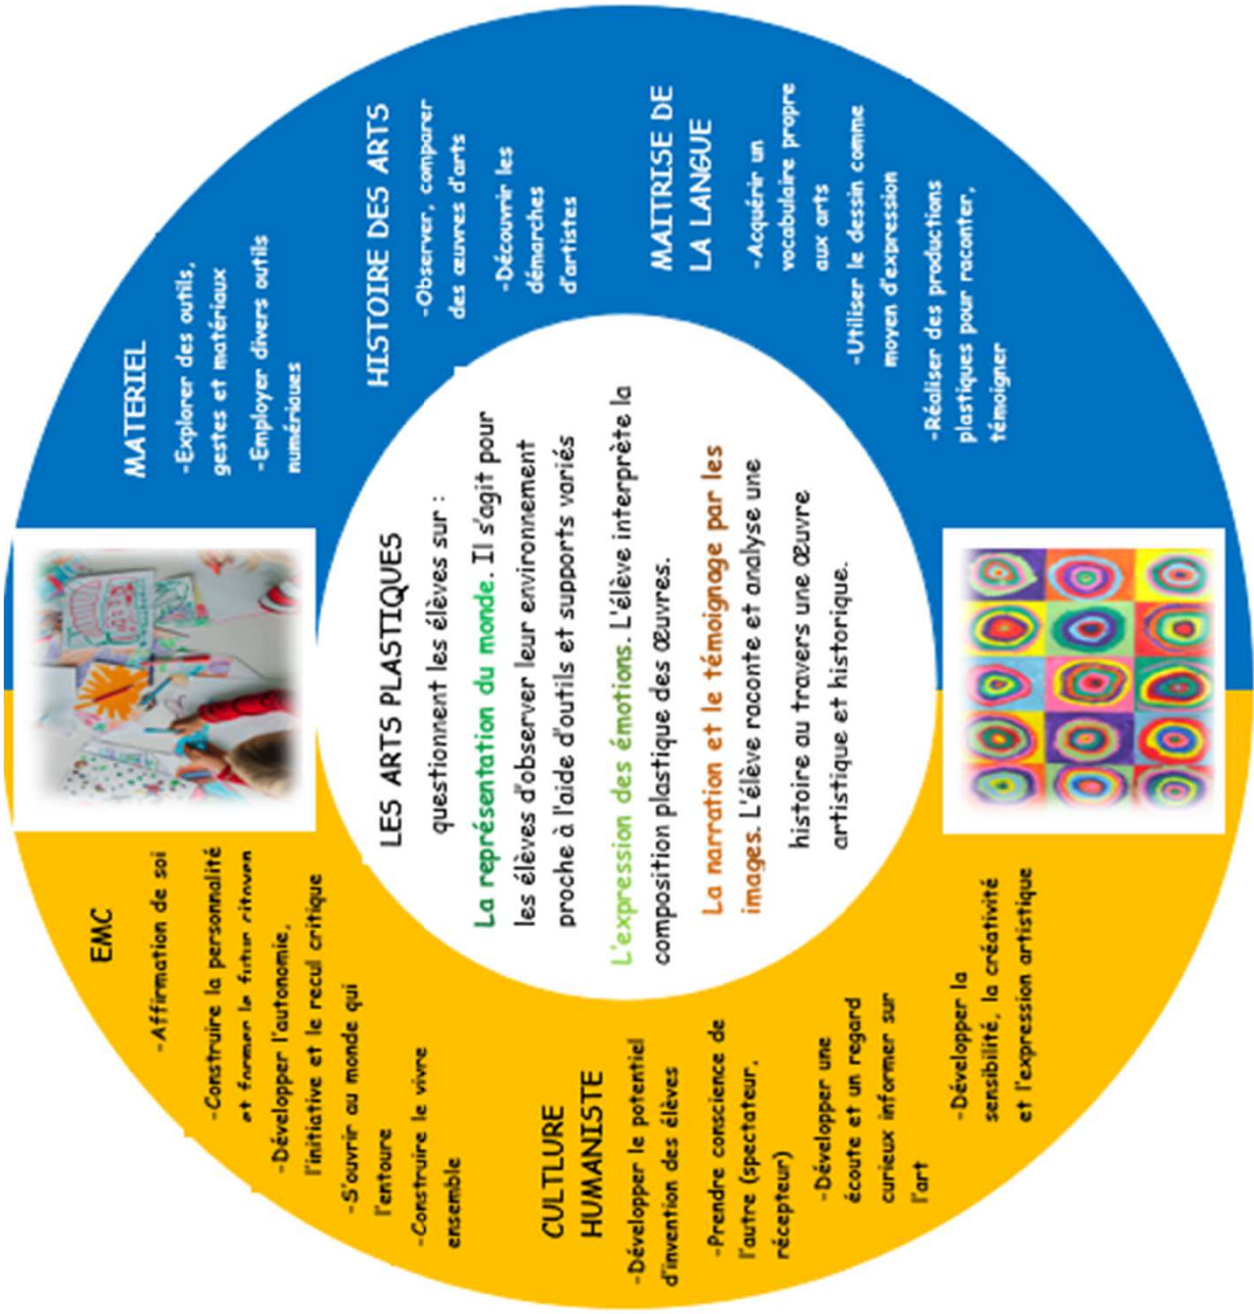 EMC
-Affirmation de soi
-Construire la personnalité
et former le futur citoyen
-Développer l'autonomie,
l'initiative et le recul critique
-S'ouvrir au monde qui
l'entoure
-Construire le vivre
ensemble
CULTLURE
HUMANISTE
-Développer le potentiel
d'invention des élèves
-Prendre conscience de
l'autre (spectateur,
récepteur)
-Développer une
écoute et un regard
curieux informer sur
l'art
-Développer la
sensibilité, la créativité
et l'expression artistique
LES ARTS PLASTIQUES
questionnent les élèves sur :
La représentation du monde. Il s'agit pour
les élèves d'observer leur environnement
proche à l'aide d'outils et supports variés
L'expression des émotions. L'élève interprète la
composition plastique des œuvres.
La narration et le témoignage par les
images. L'élève raconte et analyse une
histoire au travers une œuvre
artistique et historique.
MATERIEL
-Explorer des outils,
gestes et matériaux
-Employer divers outils
numériques
HISTOIRE DES ARTS
-Observer, comparer
des œuvres d'arts
-Découvrir les
démarches
d'artistes
MAITRISE DE
LA LANGUE
-Acquérir un
vocabulaire propre
aux arts
-Utiliser le dessin comme
moyen d'expression
-Réaliser des productions
plastiques pour raconter,
témoigner